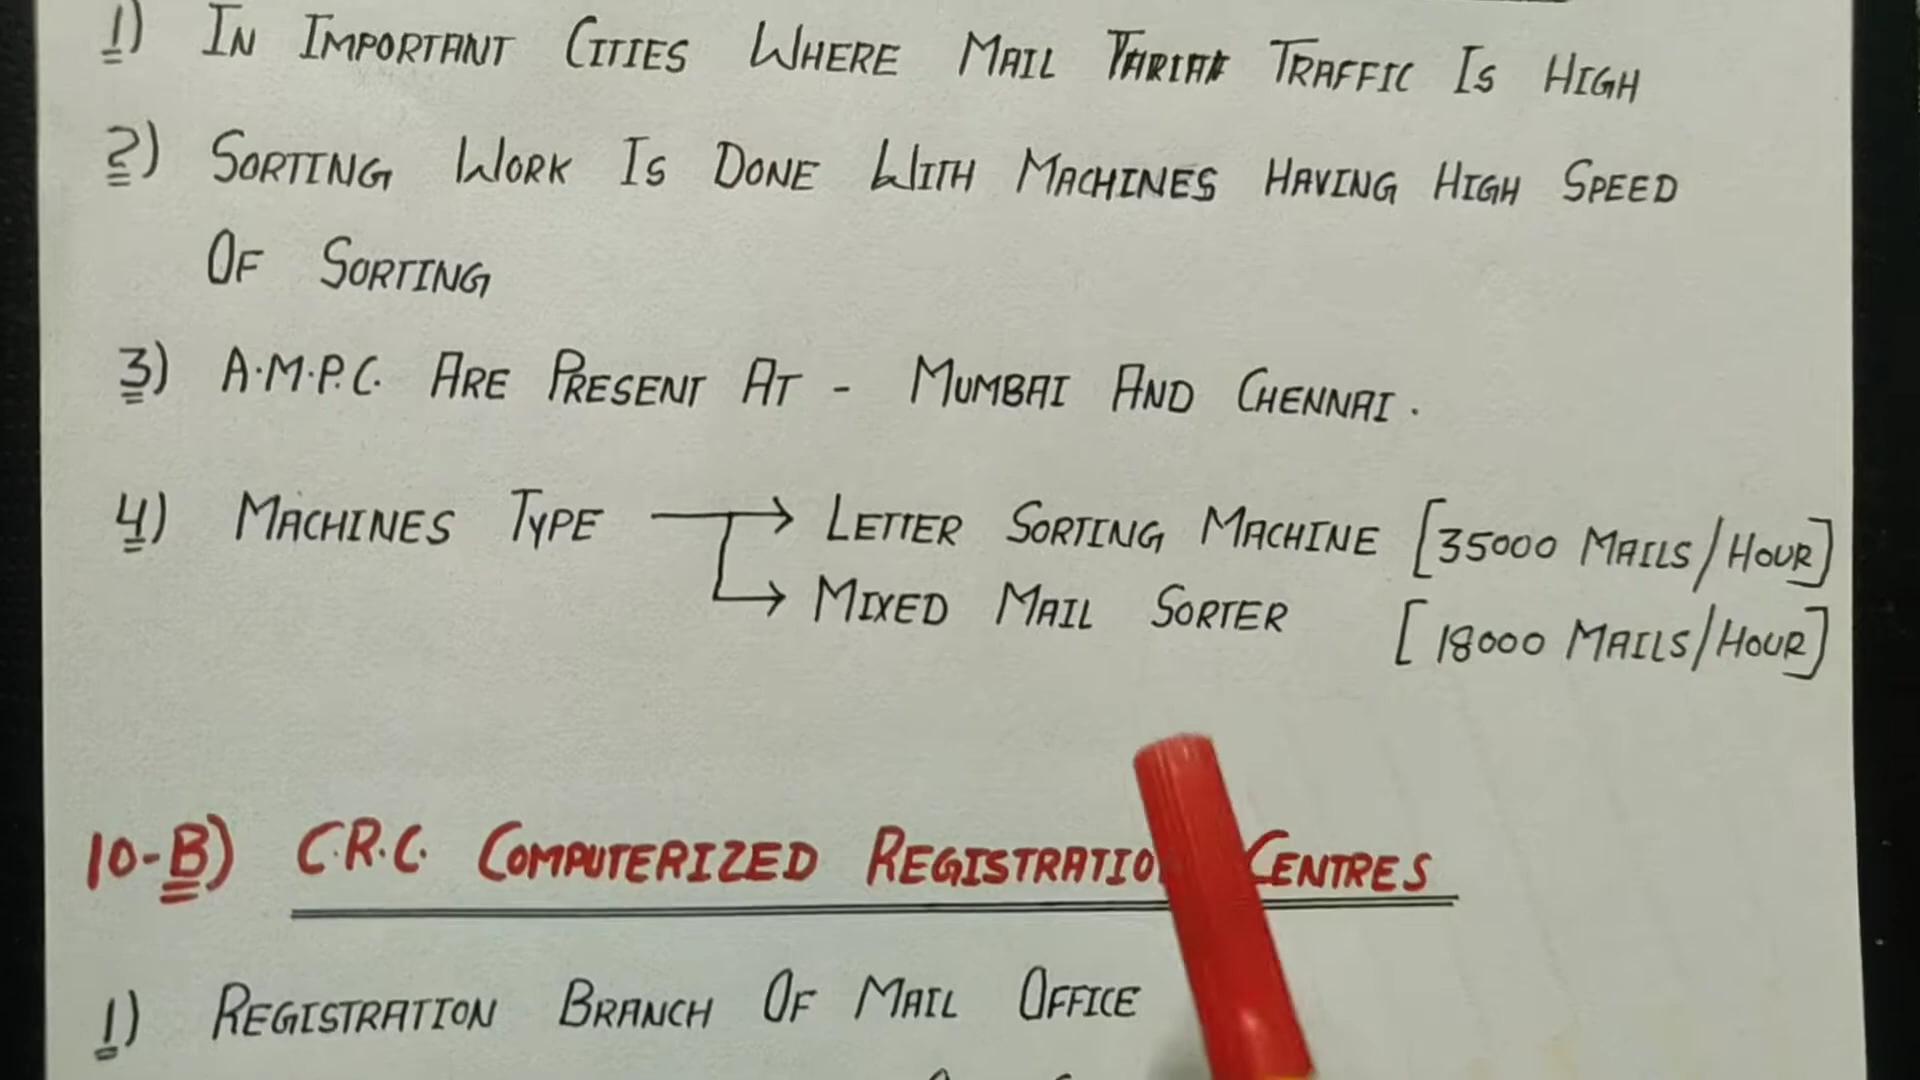 1) IN IMPORTANT CITIES WHERE MAIL TRAFFIC IS HIGH
2) SORTING WORK IS DONE WITH MACHINES HAVING HIGH SPEED
OF SORTING
3) A.M.P.C. ARE PRESENT AT - MUMBAI AND CHENNAI.
4) MACHINES TYPE → LETTER SORTING MACHINE [35000 MAILS/HOUR]
→ MIXED MAIL SORTER [18000 MAILS/HOUR]
10-B) C.R.C. COMPUTERIZED REGISTRATIO CENTRES
1) REGISTRATION BRANCH OF MAIL OFFICE